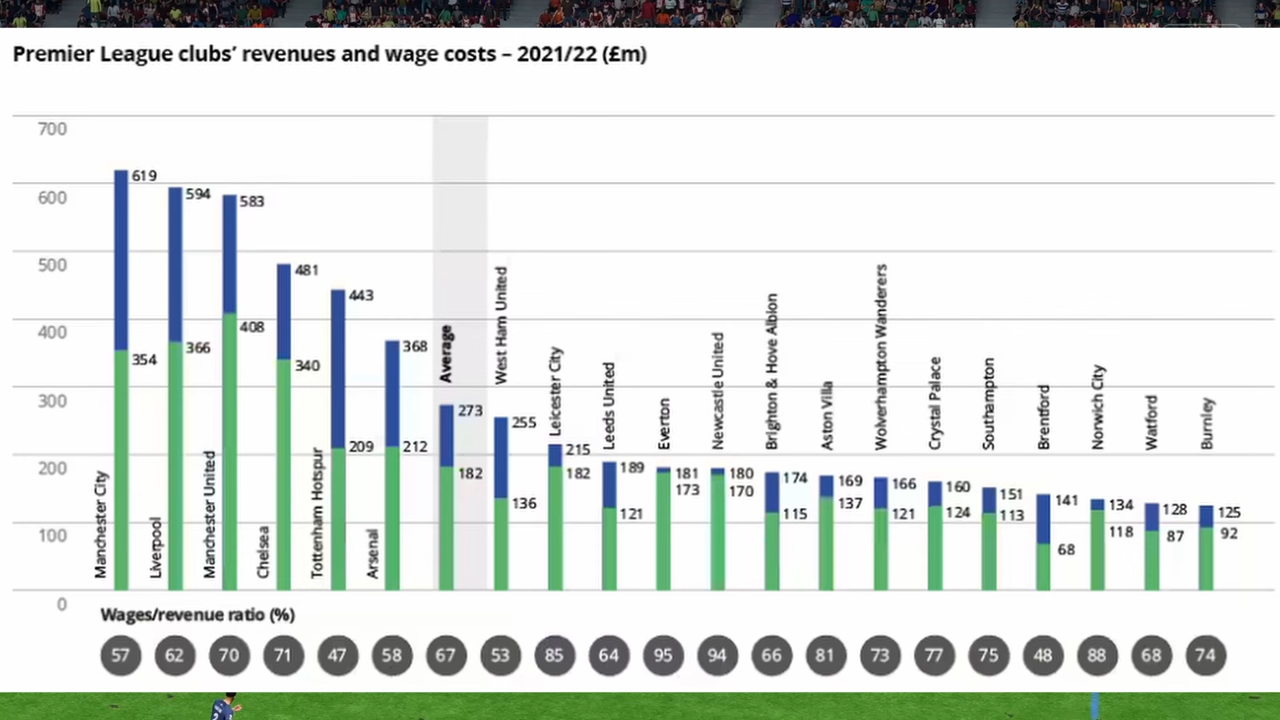 Premier League clubs' revenues and wage costs – 2021/22 (£m)
700
600
500
400
300
200
100
0
Manchester City
619
354
Liverpool
594
366
Manchester United
583
408
Chelsea
481
340
Tottenham Hotspur
443
209
Arsenal
368
212
Average
273
182
West Ham United
255
136
Leicester City
215
182
Leeds United
189
121
Everton
181
173
Newcastle United
180
170
Brighton & Hove Albion
174
115
Aston Villa
169
137
Wolverhampton Wanderers
166
121
Crystal Palace
160
124
Southampton
151
113
Brentford
141
68
Norwich City
134
118
Watford
128
87
Burnley
125
92
Wages/revenue ratio (%)
57 62 70 71 47 58 67 53 85 64 95 94 66 81 73 77 75 48 88 68 74